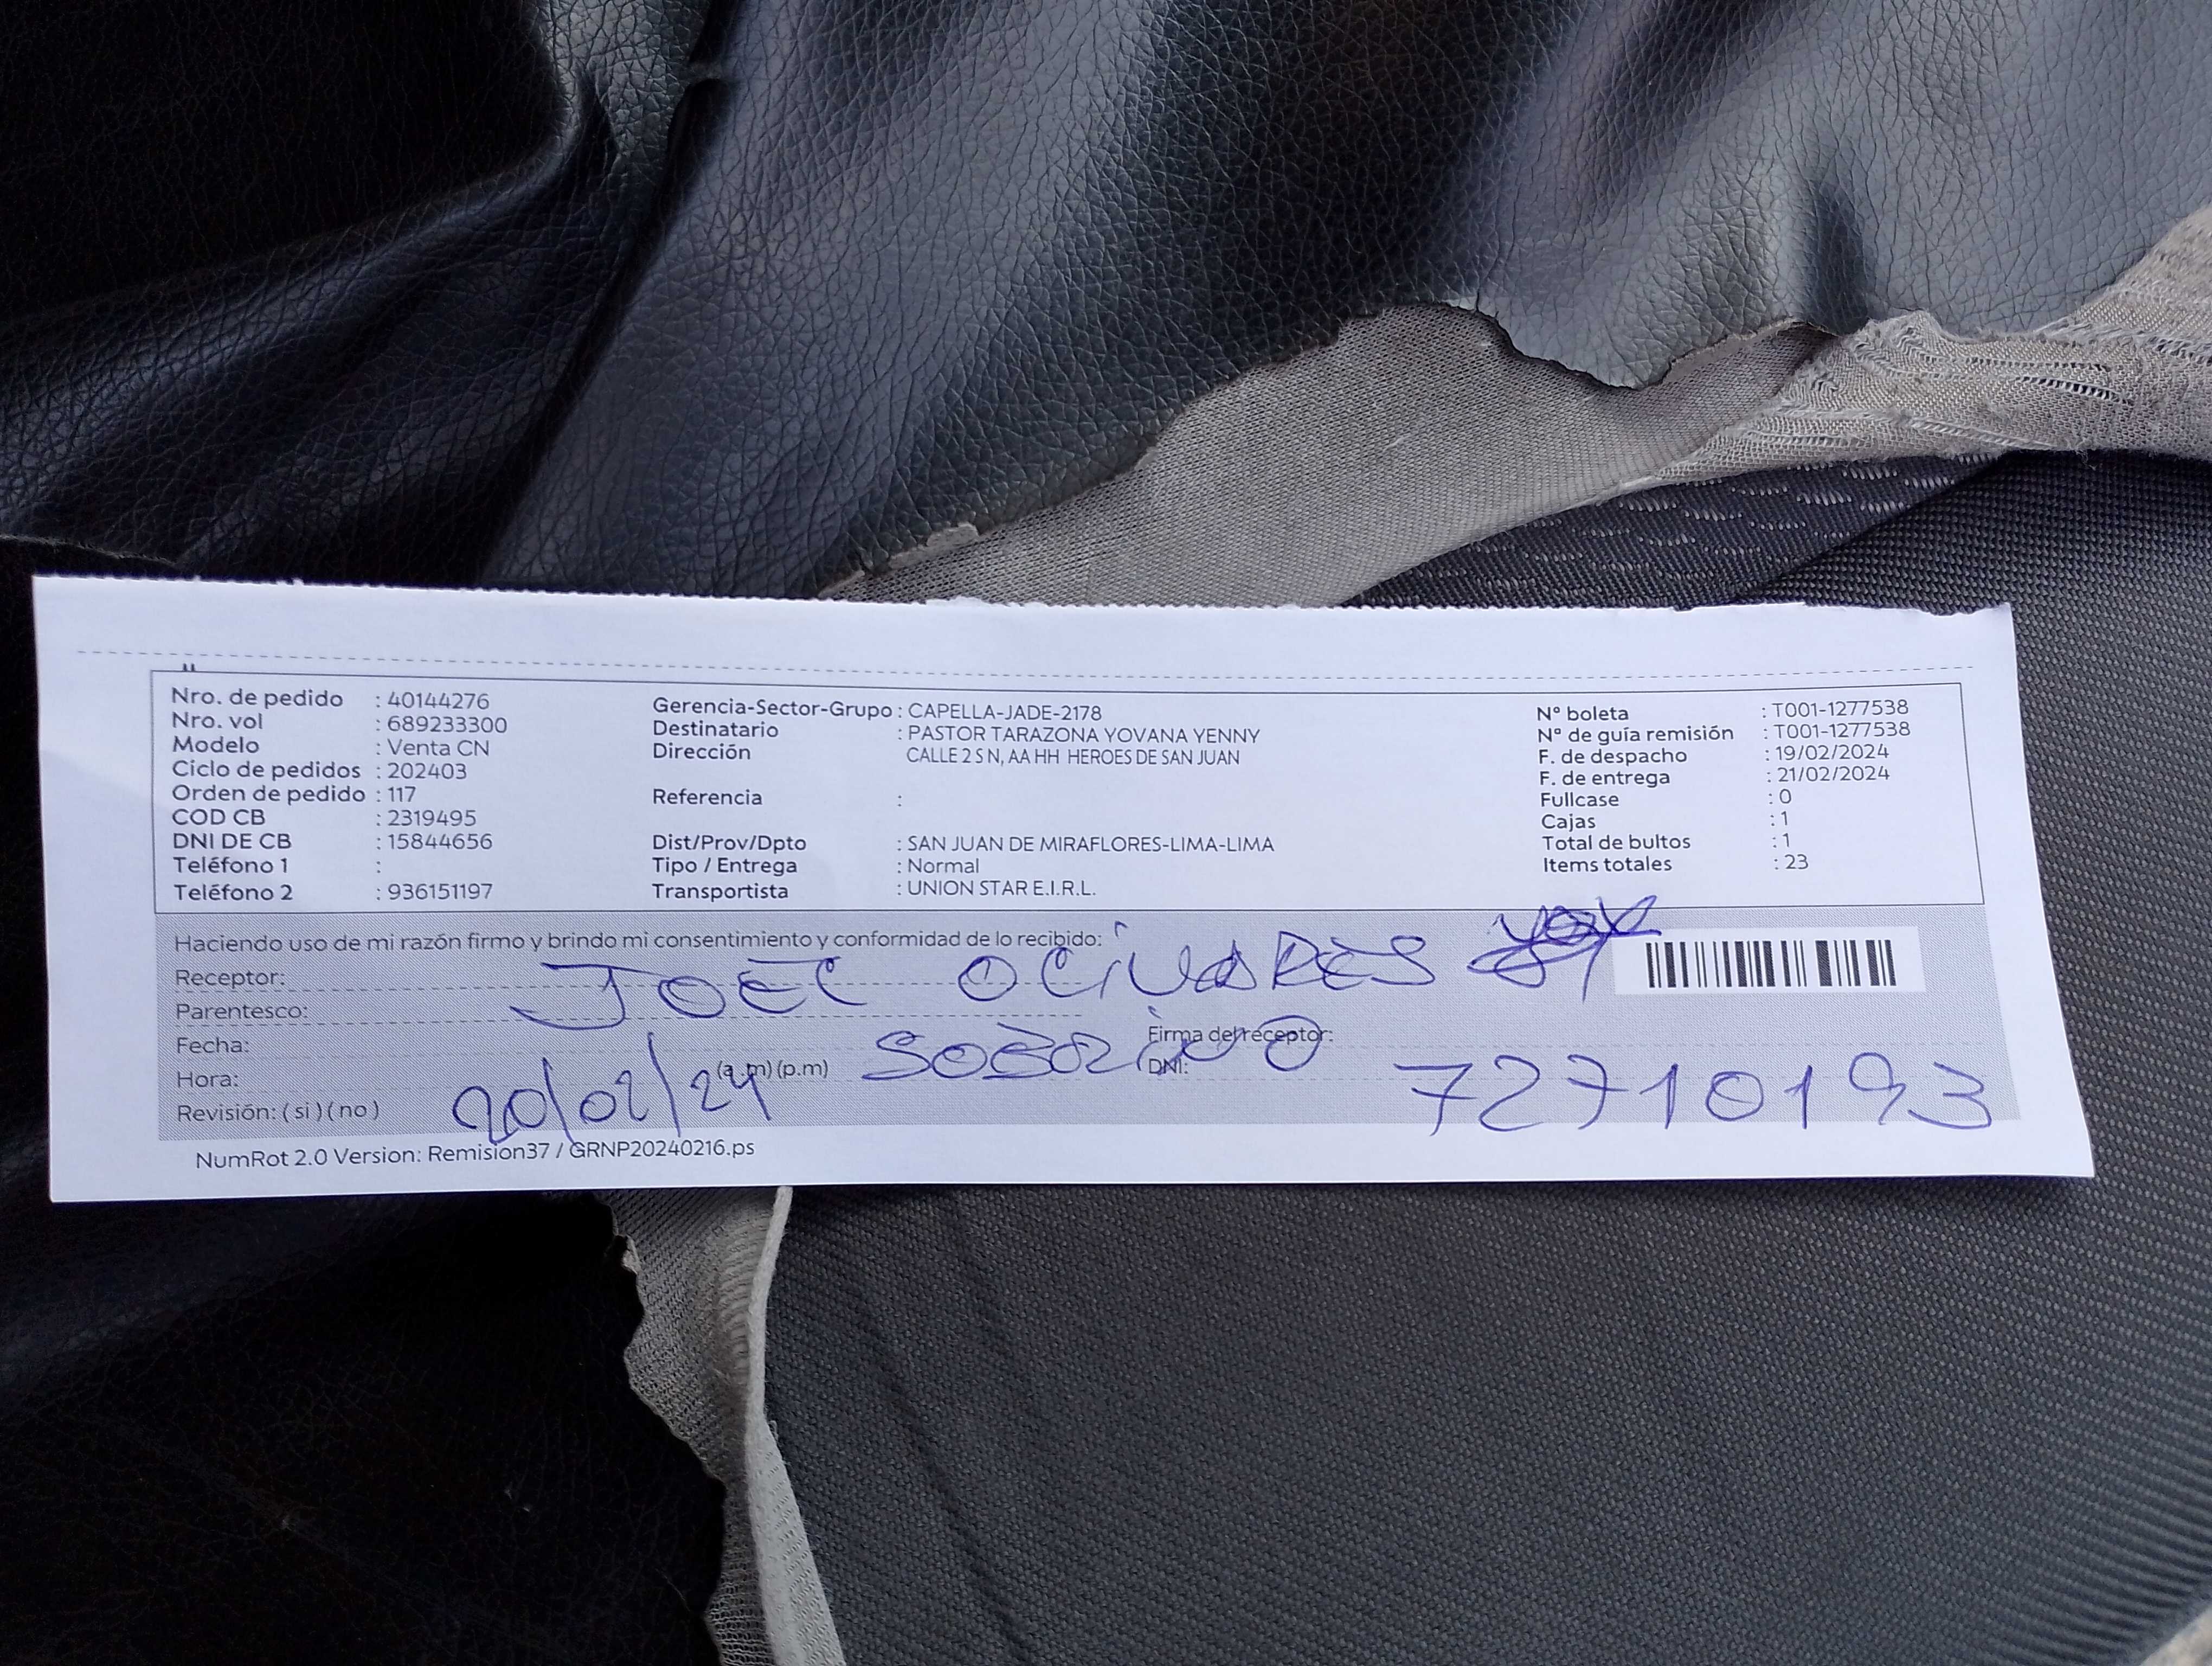 Nro. de pedido : 40144276
Nro. vol : 689233300
Modelo : Venta CN
Ciclo de pedidos : 202403
Orden de pedido : 117
COD CB : 2319495
DNI DE CB : 15844656
Teléfono 1 :
Teléfono 2 : 936151197
Gerencia-Sector-Grupo : CAPELLA-JADE-2178
Destinatario : PASTOR TARAZONA YOVANA YENNY
Dirección CALLE 2 S N, AA HH HEROES DE SAN JUAN
Referencia :
Dist/Prov/Dpto : SAN JUAN DE MIRAFLORES-LIMA-LIMA
Tipo / Entrega : Normal
Transportista : UNION STAR E.I.R.L.
N° boleta : T001-1277538
N° de guía remisión : T001-1277538
F. de despacho : 19/02/2024
F. de entrega : 21/02/2024
Fullcase : 0
Cajas : 1
Total de bultos : 1
Items totales : 23
Haciendo uso de mi razón firmo y brindo mi consentimiento y conformidad de lo recibido:
Receptor: JOEL OLIVARES
Parentesco: SOBRINO
Firma del receptor:
Fecha: 20/02/24
Hora: (a.m) (p.m)
DNI: 72710193
Revisión: ( si ) ( no )
NumRot 2.0 Version: Remision37 / GRNP20240216.ps